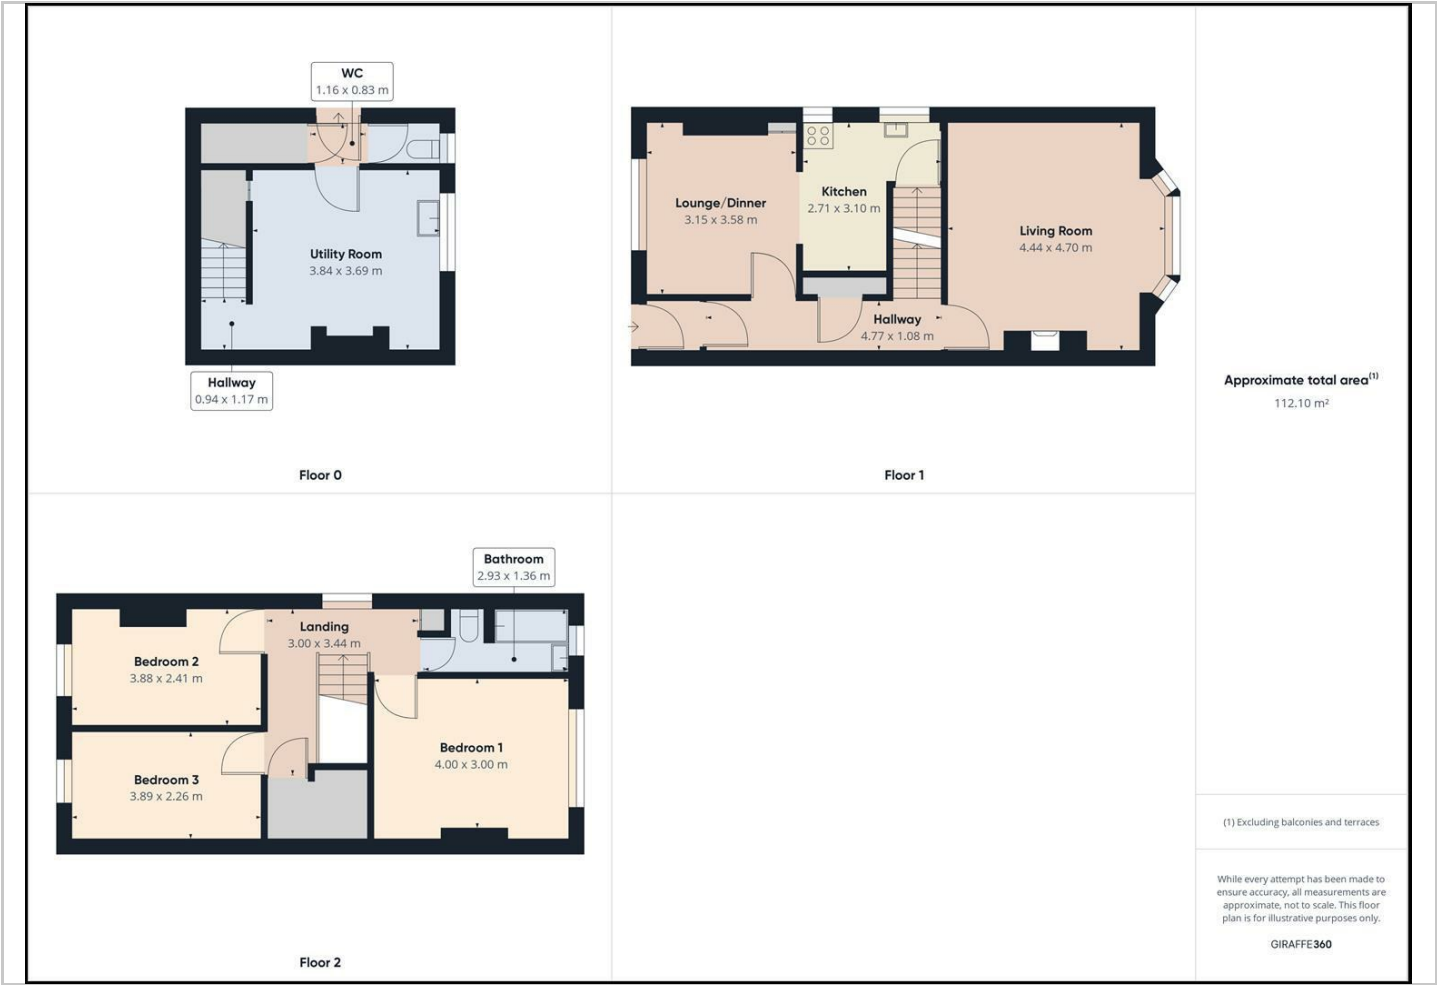 WC
1.16 x 0.83 m
Utility Room
3.84 x 3.69 m
Hallway
0.94 x 1.17 m
Floor 0
Lounge/Dinner
3.15 x 3.58 m
Kitchen
2.71 x 3.10 m
Living Room
4.44 x 4.70 m
Hallway
4.77 x 1.08 m
Floor 1
Bathroom
2.93 x 1.36 m
Landing
3.00 x 3.44 m
Bedroom 2
3.88 x 2.41 m
Bedroom 1
4.00 x 3.00 m
Bedroom 3
3.89 x 2.26 m
Floor 2
Approximate total area(1)
112.10 m²
(1) Excluding balconies and terraces
While every attempt has been made to
ensure accuracy, all measurements are
approximate, not to scale. This floor
plan is for illustrative purposes only.
GIRAFFE360